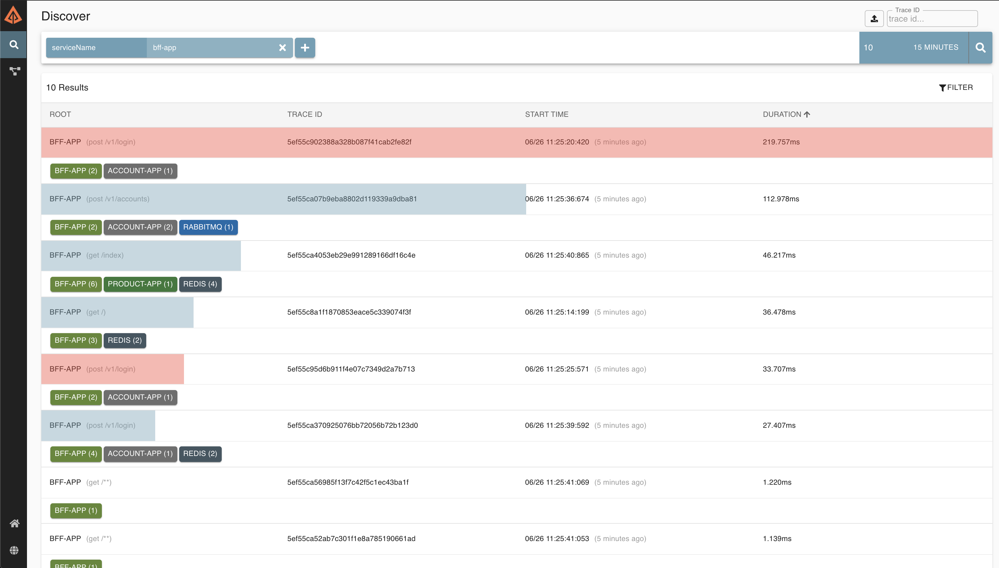 Discover
Trace ID
trace id...
serviceName bff-app 10 15 MINUTES
10 Results FILTER
ROOT TRACE ID START TIME DURATION
BFF-APP (post /v1/login) 5ef55c902388a328b087f41cab2fe82f 06/26 11:25:20:420 (5 minutes ago) 219.757ms
BFF-APP (2) ACCOUNT-APP (1)
BFF-APP (post /v1/accounts) 5ef55ca07b9eba8802d119339a9dba81 06/26 11:25:36:674 (5 minutes ago) 112.978ms
BFF-APP (2) ACCOUNT-APP (2) RABBITMQ (1)
BFF-APP (get /index) 5ef55ca4053eb29e991289166df16c4e 06/26 11:25:40:865 (5 minutes ago) 46.217ms
BFF-APP (6) PRODUCT-APP (1) REDIS (4)
BFF-APP (get /) 5ef55c8a1f1870853eace5c339074f3f 06/26 11:25:14:199 (5 minutes ago) 36.478ms
BFF-APP (3) REDIS (2)
BFF-APP (post /v1/login) 5ef55c95d6b911f4e07c7349d2a7b713 06/26 11:25:25:571 (5 minutes ago) 33.707ms
BFF-APP (2) ACCOUNT-APP (1)
BFF-APP (post /v1/login) 5ef55ca370925076bb72056b72b123d0 06/26 11:25:39:592 (5 minutes ago) 27.407ms
BFF-APP (4) ACCOUNT-APP (1) REDIS (2)
BFF-APP (get /**) 5ef55ca56985f13f7c42f5c1ec43ba1f 06/26 11:25:41:069 (5 minutes ago) 1.220ms
BFF-APP (1)
BFF-APP (get /**) 5ef55ca52ab7c301f1e8a785190661ad 06/26 11:25:41:053 (5 minutes ago) 1.139ms
BFF-APP (1)